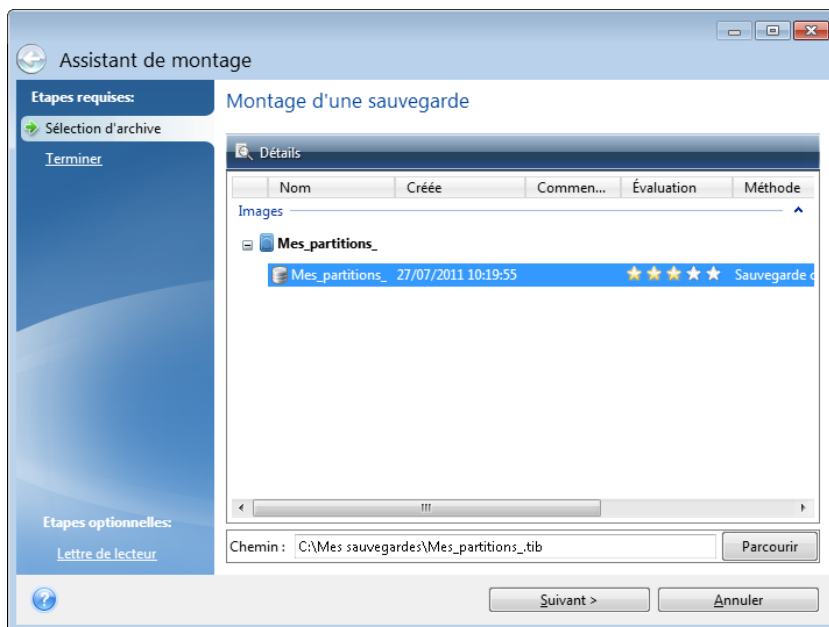 Assistant de montage
Etapes requises:
Sélection d'archive
Terminer
Etapes optionnelles:
Lettre de lecteur
Montage d'une sauvegarde
Détails
Nom Créée Commen... Évaluation Méthode
Images
Mes_partitions_
Mes_partitions_ 27/07/2011 10:19:55 Sauvegarde
Chemin : C:\Mes sauvegardes\Mes_partitions_.tib Parcourir
Suivant > Annuler